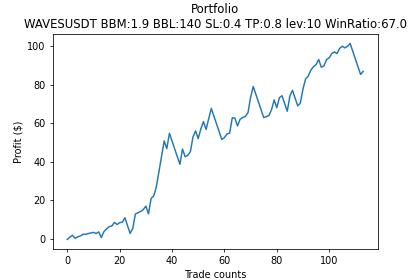 Portfolio
WAVESUSDT BBM:1.9 BBL:140 SL:0.4 TP:0.8 lev:10 WinRatio:67.0
100
80
60
40
20
0
Profit ($)
0 20 40 60 80 100
Trade counts